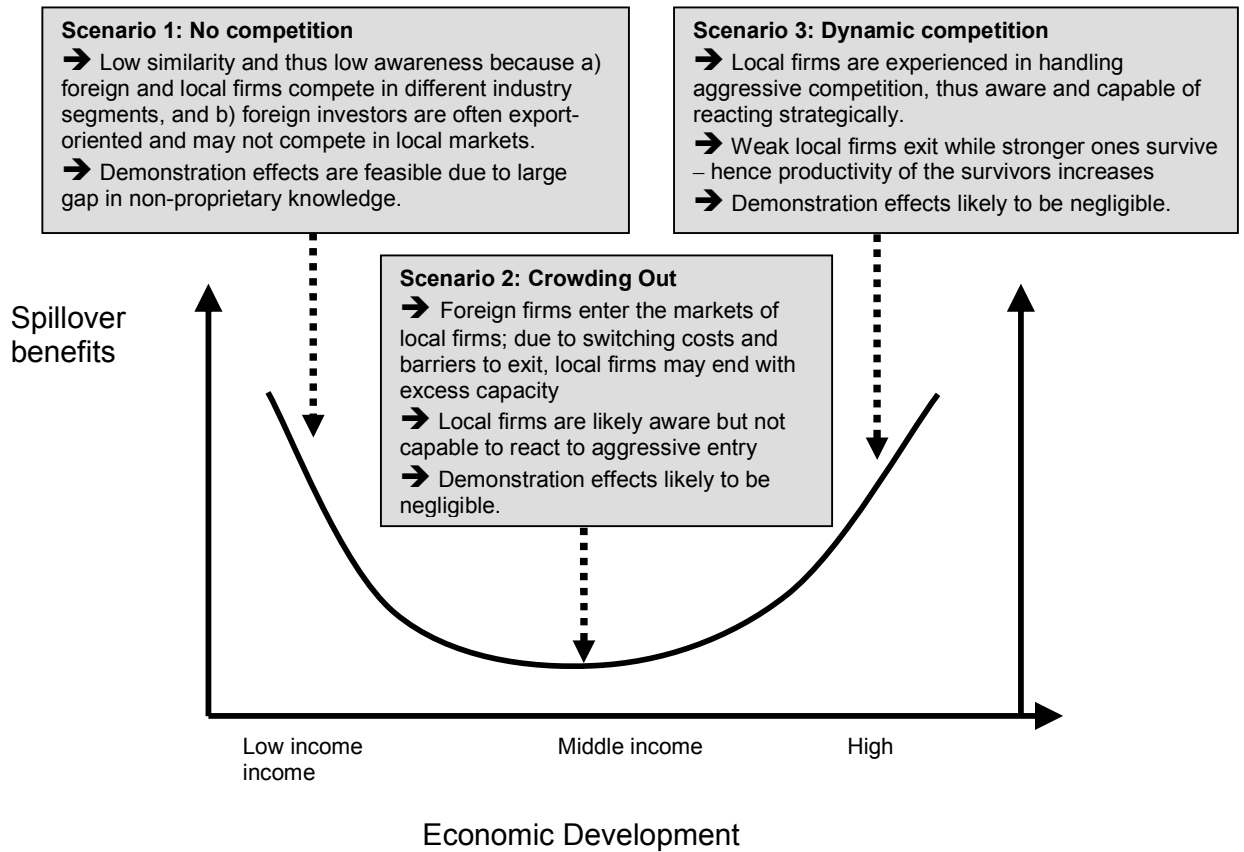 Scenario 1: No competition
➔ Low similarity and thus low awareness because a)
foreign and local firms compete in different industry
segments, and b) foreign investors are often export-
oriented and may not compete in local markets.
➔ Demonstration effects are feasible due to large
gap in non-proprietary knowledge.
Scenario 3: Dynamic competition
➔ Local firms are experienced in handling
aggressive competition, thus aware and capable of
reacting strategically.
➔ Weak local firms exit while stronger ones survive
– hence productivity of the survivors increases
➔ Demonstration effects likely to be negligible.
Scenario 2: Crowding Out
➔ Foreign firms enter the markets of
local firms; due to switching costs and
barriers to exit, local firms may end with
excess capacity
➔ Local firms are likely aware but not
capable to react to aggressive entry
➔ Demonstration effects likely to be
negligible.
Spillover
benefits
Low income Middle income High
income
Economic Development